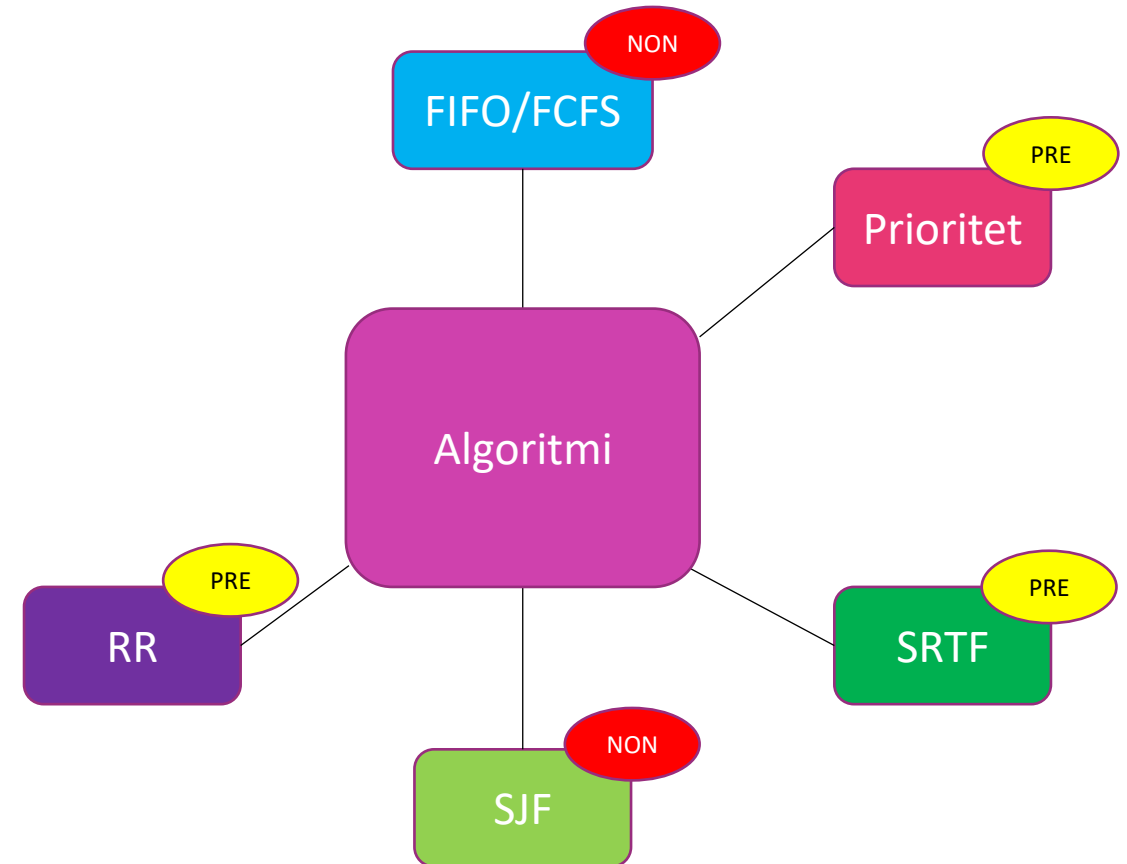 NON
FIFO/FCFS
PRE
Prioritet
Algoritmi
PRE
RR
PRE
SRTF
NON
SJF